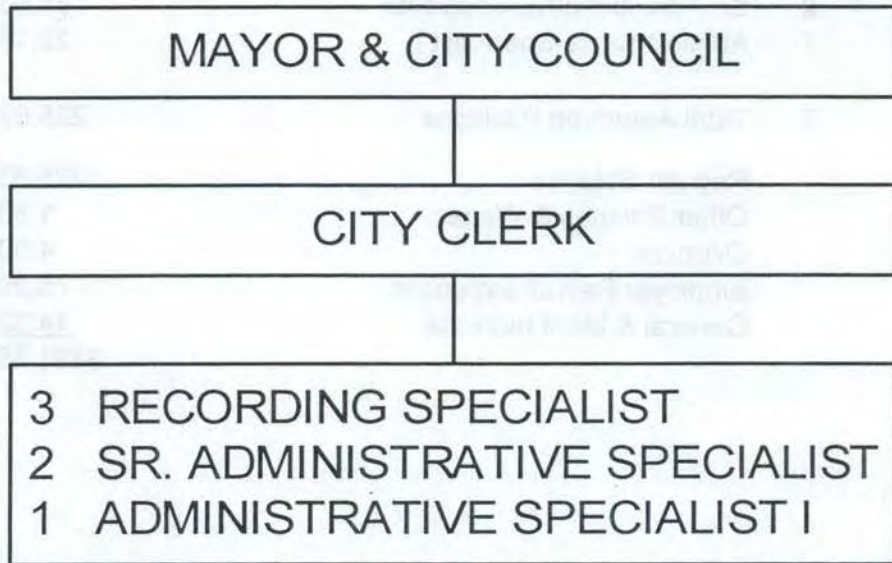 MAYOR & CITY COUNCIL
CITY CLERK
3 RECORDING SPECIALIST
2 SR. ADMINISTRATIVE SPECIALIST
1 ADMINISTRATIVE SPECIALIST I